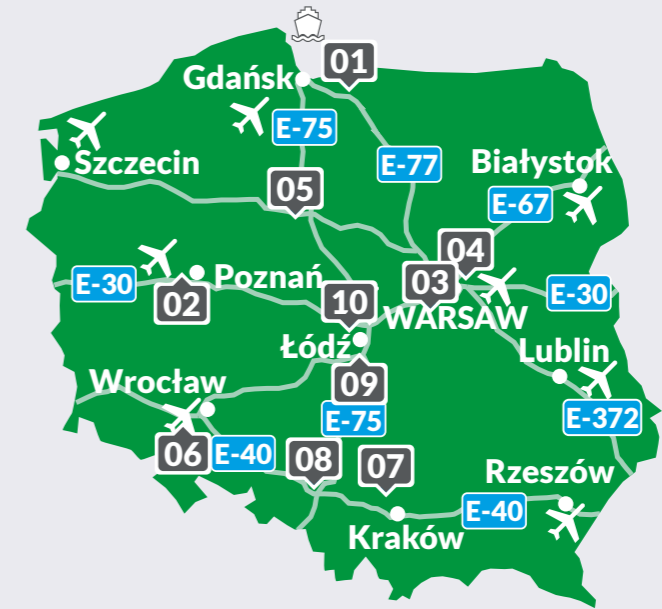 01
Gdańsk
E-75
Szczecin
E-77
Białystok
05
E-67
04
E-30
Poznań
03
E-30
02
10
WARSAW
Łódź
Lublin
Wrocław
09
E-75
E-372
06
E-40
08
07
Rzeszów
E-40
Kraków